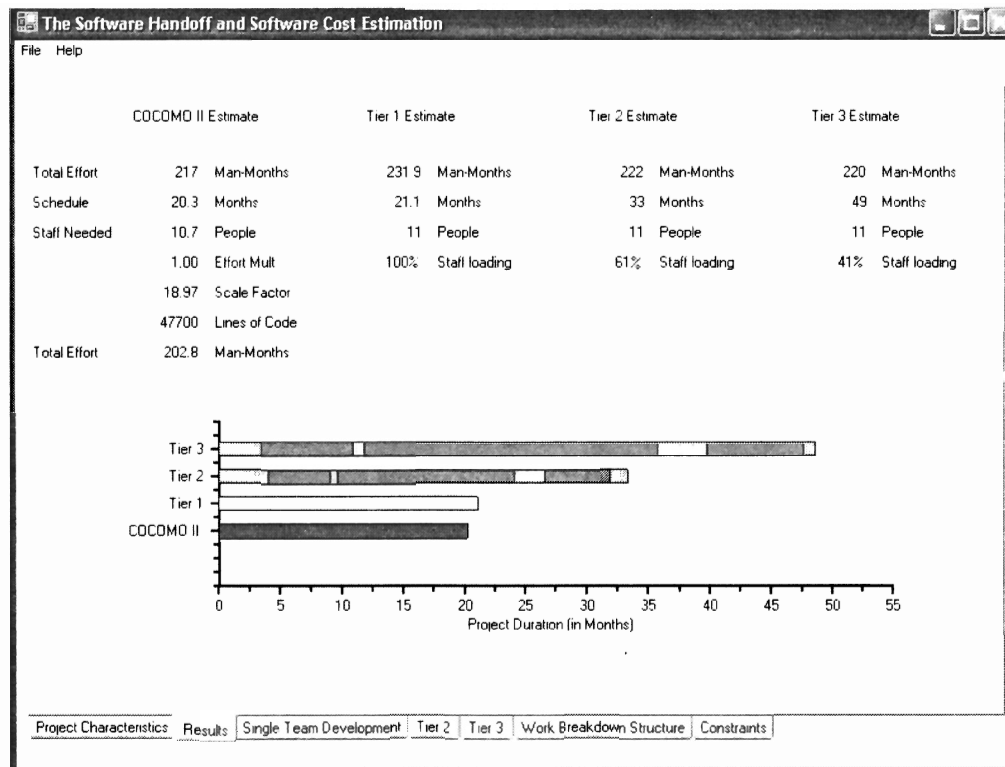 The Software Handoff and Software Cost Estimation
File Help
COCOMO II Estimate Tier 1 Estimate Tier 2 Estimate Tier 3 Estimate
Total Effort 217 Man-Months 231 9 Man-Months 222 Man-Months 220 Man-Months
Schedule 20.3 Months 21.1 Months 33 Months 49 Months
Staff Needed 10.7 People 11 People 11 People 11 People
1.00 Effort Mult 100% Staff loading 61% Staff loading 41% Staff loading
18.97 Scale Factor
47700 Lines of Code
Total Effort 202.8 Man-Months
Tier 3
Tier 2
Tier 1
COCOMO II
0 5 10 15 20 25 30 35 40 45 50 55
Project Duration (in Months)
Project Characteristics Results Single Team Development Tier 2 Tier 3 Work Breakdown Structure Constraints